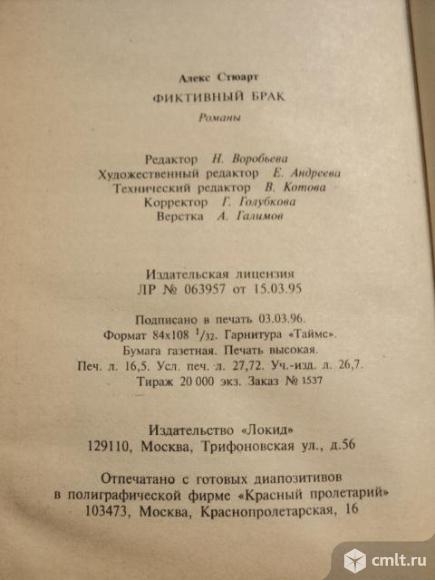 Алекс Стюарт
ФИКТИВНЫЙ БРАК
Романы
Редактор Н. Воробьева
Художественный редактор Е. Андреева
Технический редактор В. Котова
Корректор Г. Голубкова
Верстка А. Галимов
Издательская лицензия
ЛР № 063957 от 15.03.95
Подписано в печать 03.03.96.
Формат 84х108 1/32. Гарнитура «Таймс».
Бумага газетная. Печать высокая.
Печ. л. 16,5. Усл. печ. л. 27,72. Уч.-изд. л. 26,7.
Тираж 20 000 экз. Заказ № 1537
Издательство «Локид»
129110, Москва, Трифоновская ул., д.56
Отпечатано с готовых диапозитивов
в полиграфической фирме «Красный пролетарий»
103473, Москва, Краснопролетарская, 16
cmlt.ru